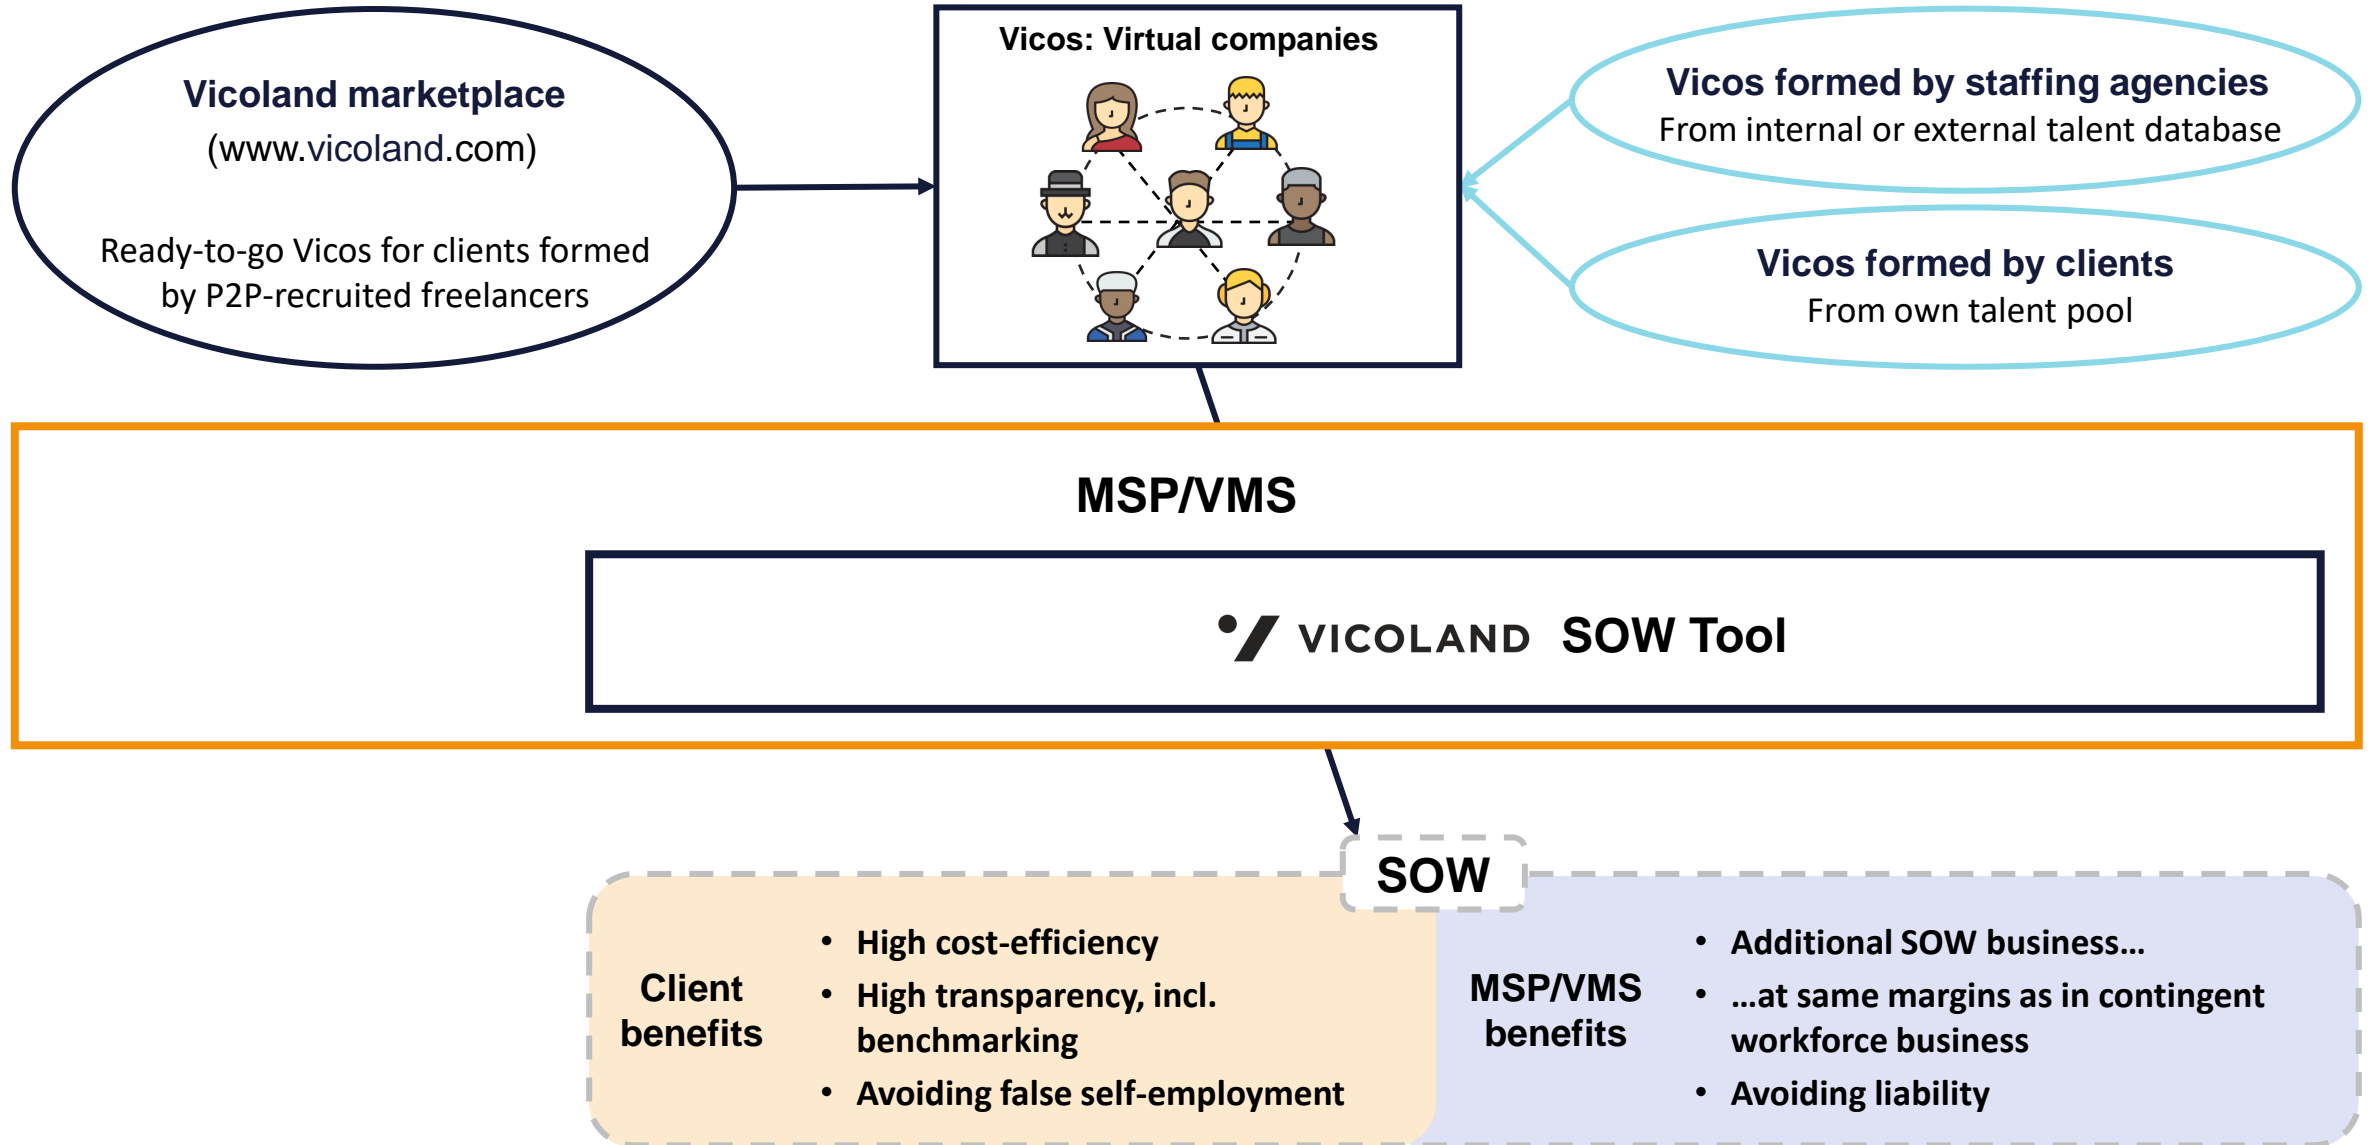 Vicoland marketplace
(www.vicoland.com)
Ready-to-go Vicos for clients formed
by P2P-recruited freelancers
Vicos: Virtual companies
Vicos formed by staffing agencies
From internal or external talent database
Vicos formed by clients
From own talent pool
MSP/VMS
VICOLAND SOW Tool
SOW
Client
benefits
• High cost-efficiency
• High transparency, incl.
benchmarking
• Avoiding false self-employment
MSP/VMS
benefits
• Additional SOW business…
• …at same margins as in contingent
workforce business
• Avoiding liability